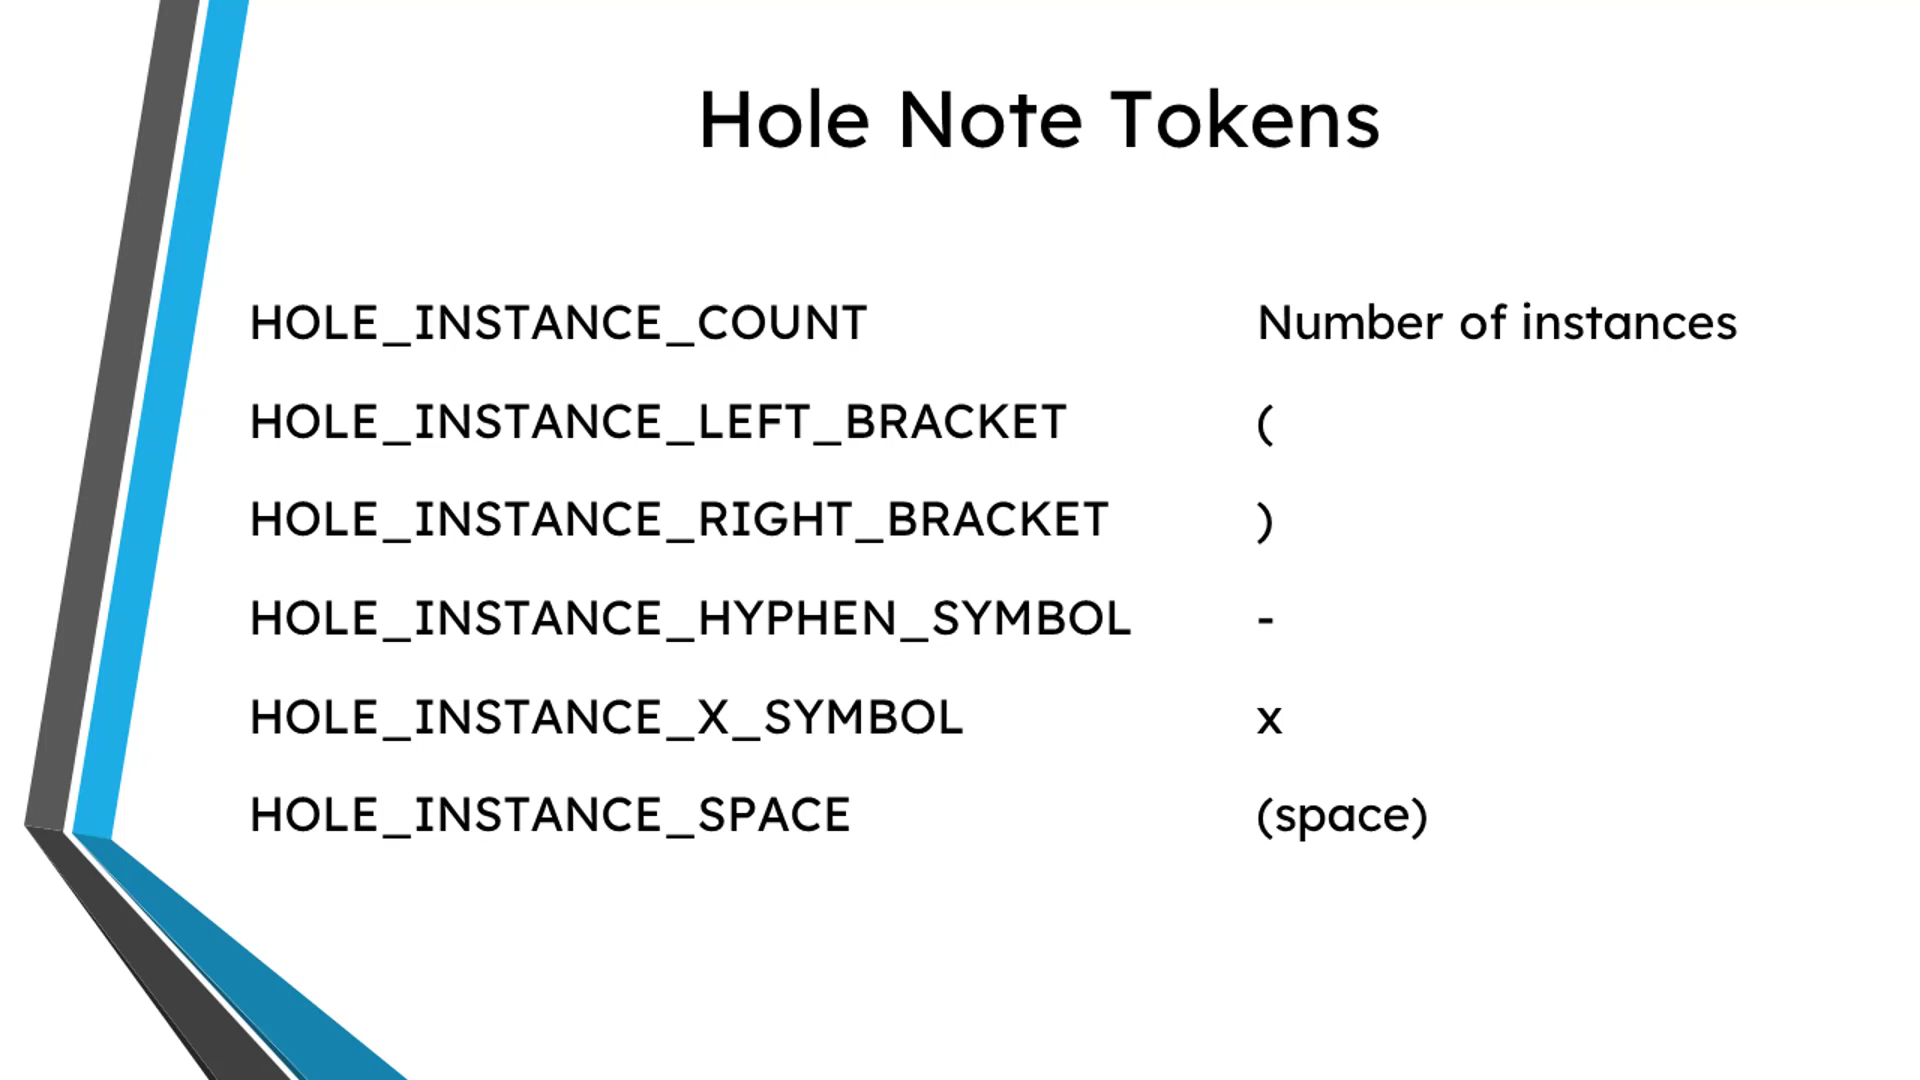 Hole Note Tokens
HOLE_INSTANCE_COUNT Number of instances
HOLE_INSTANCE_LEFT_BRACKET (
HOLE_INSTANCE_RIGHT_BRACKET )
HOLE_INSTANCE_HYPHEN_SYMBOL -
HOLE_INSTANCE_X_SYMBOL x
HOLE_INSTANCE_SPACE (space)